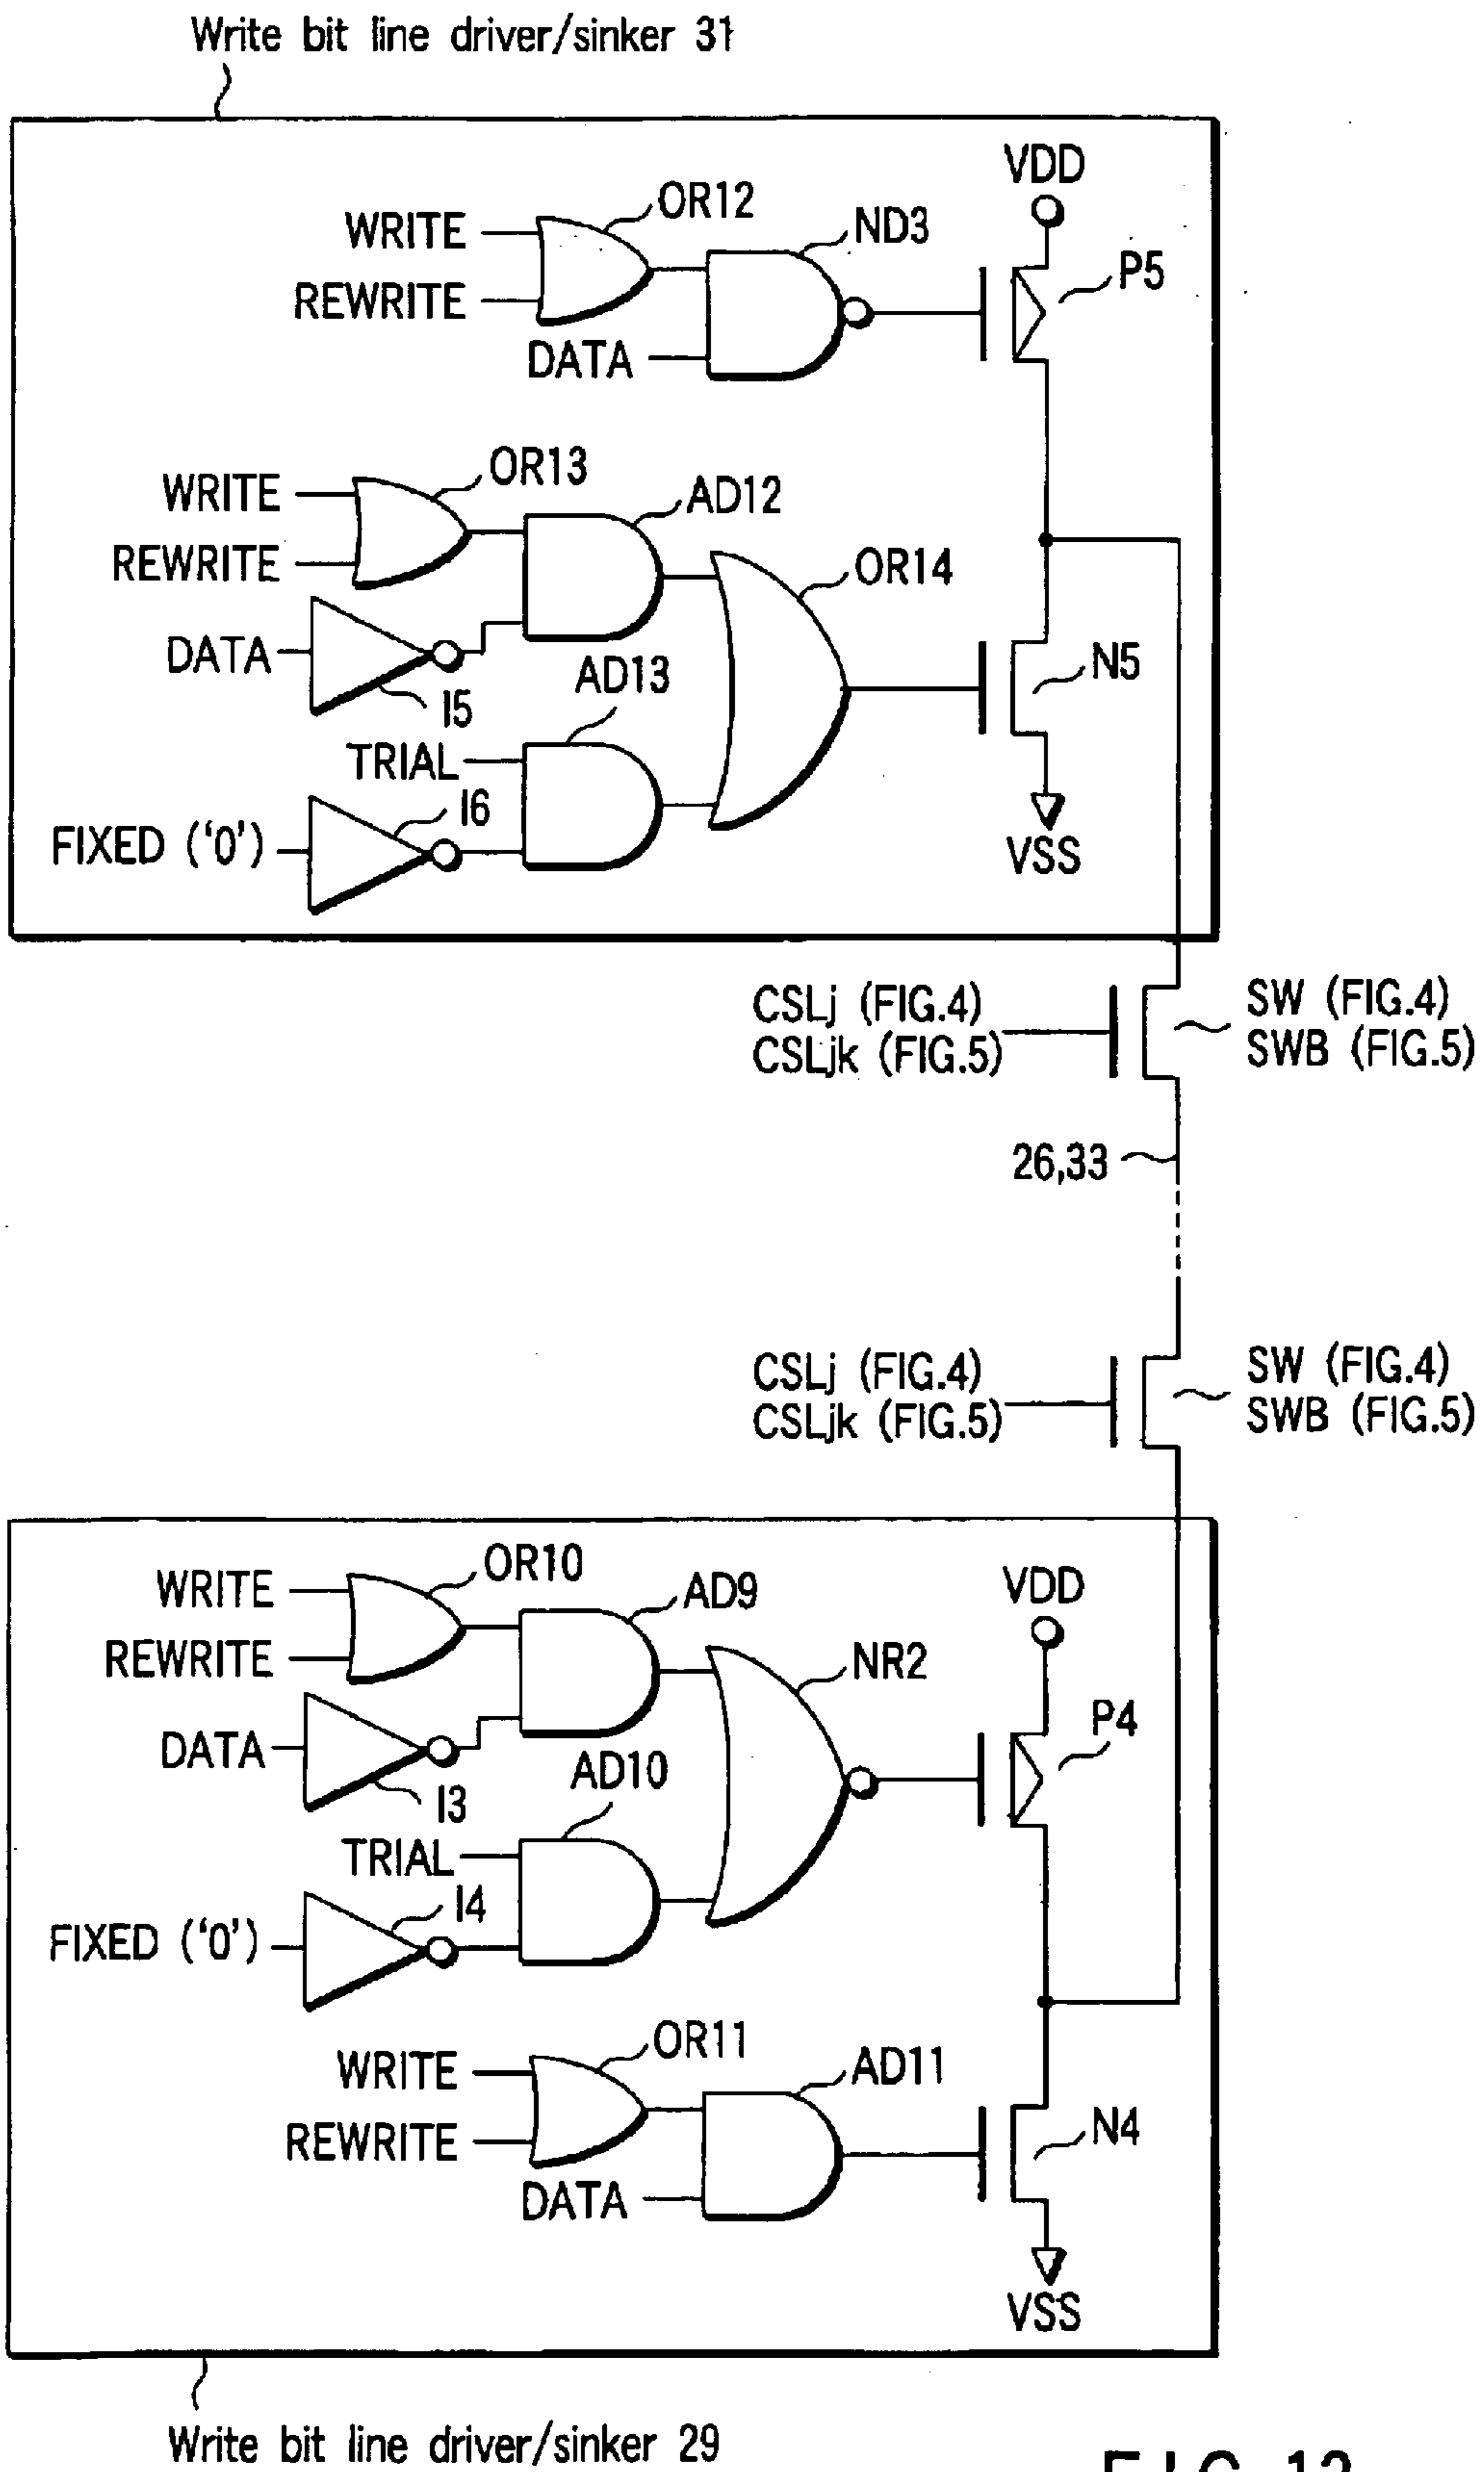 Write bit line driver/sinker 31
VDD
OR12
ND3
WRITE
P5
REWRITE
DATA
OR13
AD12
WRITE
REWRITE
OR14
DATA
AD13
N5
I5
TRIAL
I6
FIXED ('0')
VSS
CSLj (FIG.4)
CSLjk (FIG.5)
SW (FIG.4)
SWB (FIG.5)
26,33
CSLj (FIG.4)
CSLjk (FIG.5)
SW (FIG.4)
SWB (FIG.5)
OR10
AD9
VDD
WRITE
REWRITE
NR2
P4
DATA
AD10
I3
TRIAL
I4
FIXED ('0')
OR11
AD11
WRITE
N4
REWRITE
DATA
VSS
Write bit line driver/sinker 29